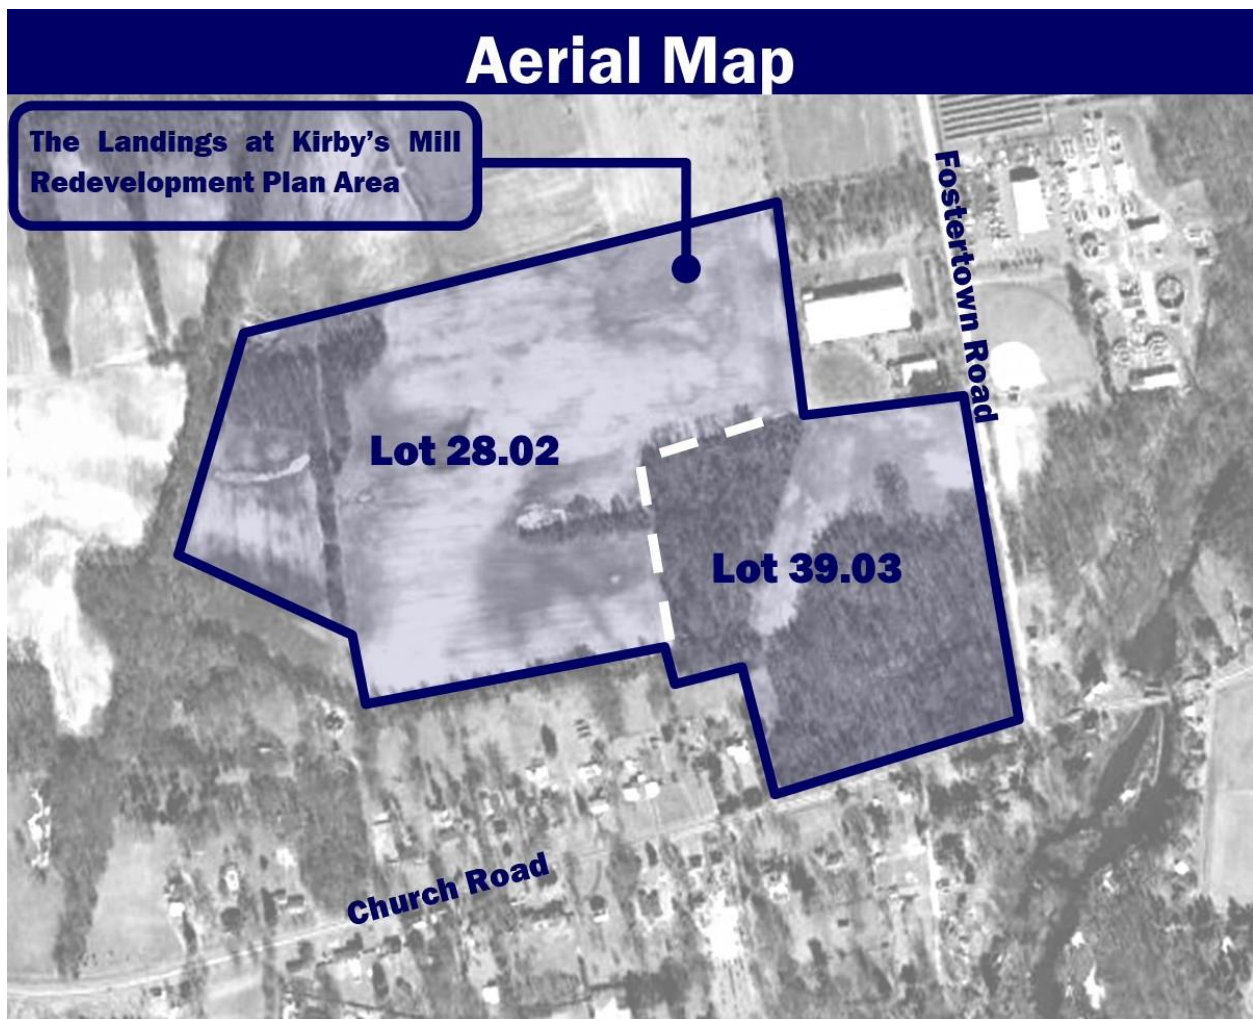 Aerial Map
The Landings at Kirby's Mill
Redevelopment Plan Area
Fostertown Road
Lot 28.02
Lot 39.03
Church Road